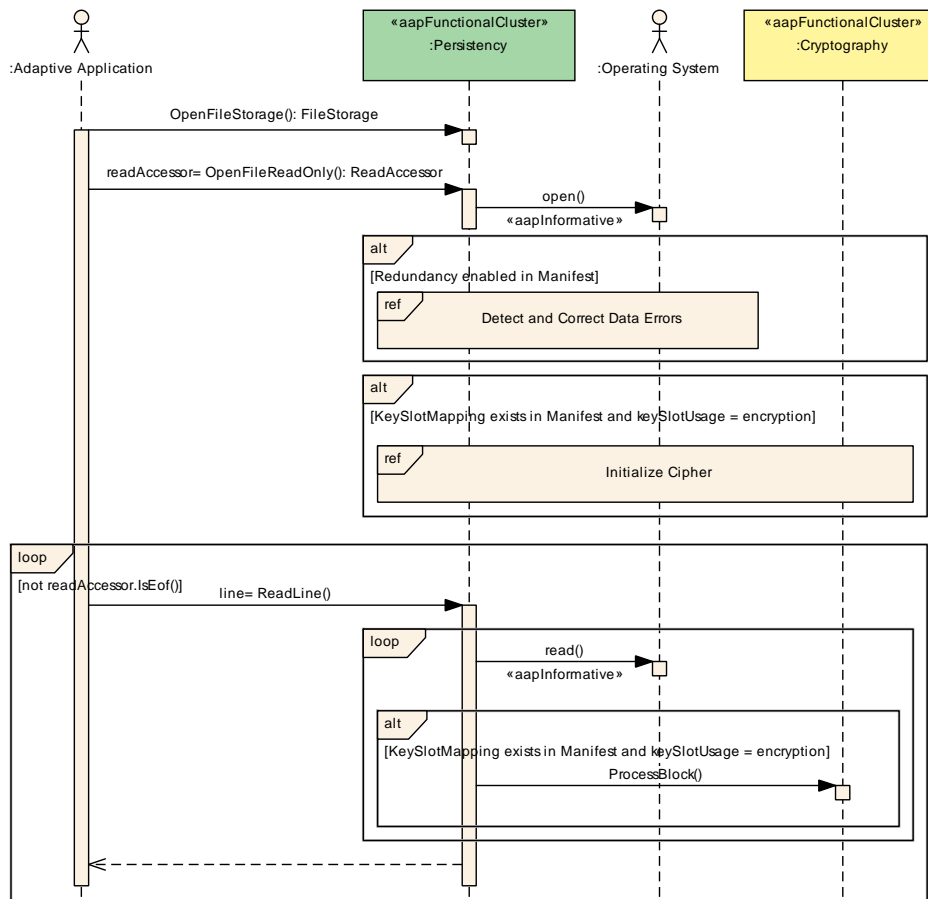 «aapFunctionalCluster» «aapFunctionalCluster»
:Persistency :Cryptography
:Adaptive Application :Operating System
OpenFileStorage(): FileStorage
readAccessor= OpenFileReadOnly(): ReadAccessor
open()
«aapInformative»
alt
[Redundancy enabled in Manifest]
ref
Detect and Correct Data Errors
alt
[KeySlotMapping exists in Manifest and keySlotUsage = encryption]
ref
Initialize Cipher
loop
[not readAccessor.IsEof()]
line= ReadLine()
loop
read()
«aapInformative»
alt
[KeySlotMapping exists in Manifest and keySlotUsage = encryption]
ProcessBlock()